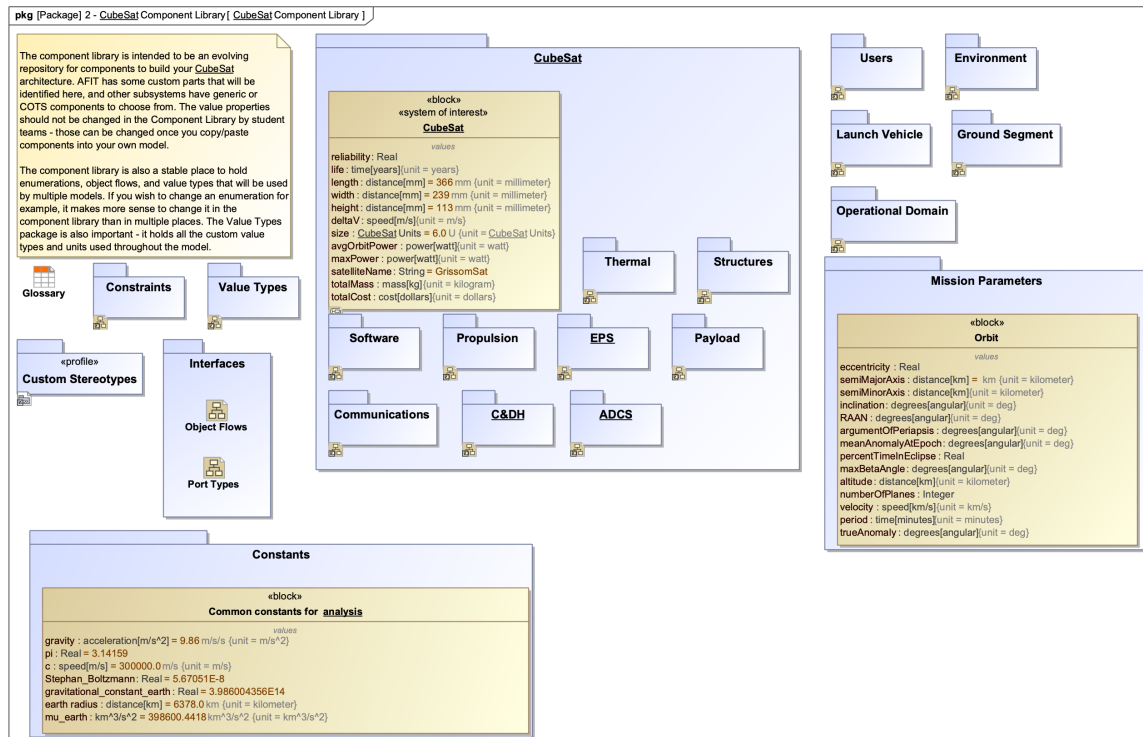 pkg [Package] 2 - CubeSat Component Library[ CubeSat Component Library ]
The component library is intended to be an evolving
repository for components to build your CubeSat
architecture. AFIT has some custom parts that will be
identified here, and other subsystems have generic or
COTS components to choose from. The value properties
should not be changed in the Component Library by student
teams - those can be changed once you copy/paste
components into your own model.
The component library is also a stable place to hold
enumerations, object flows, and value types that will be used
by multiple models. If you wish to change an enumeration for
example, it makes more sense to change it in the
component library than in multiple places. The Value Types
package is also important - it holds all the custom value
types and units used throughout the model.
Glossary
Constraints
Value Types
«profile»
Custom Stereotypes
Interfaces
Object Flows
Port Types
CubeSat
«block»
«system of interest»
CubeSat
values
reliability : Real
life : time[years]{unit = years}
length : distance[mm] = 366 mm {unit = millimeter}
width : distance[mm] = 239 mm {unit = millimeter}
height : distance[mm] = 113 mm {unit = millimeter}
deltaV : speed[m/s]{unit = m/s}
size : CubeSat Units = 6.0 U {unit = CubeSat Units}
avgOrbitPower : power[watt]{unit = watt}
maxPower : power[watt]{unit = watt}
satelliteName : String = GrissomSat
totalMass : mass[kg]{unit = kilogram}
totalCost : cost[dollars]{unit = dollars}
Thermal
Structures
Software
Propulsion
EPS
Payload
Communications
C&DH
ADCS
Users
Environment
Launch Vehicle
Ground Segment
Operational Domain
Mission Parameters
«block»
Orbit
values
eccentricity : Real
semiMajorAxis : distance[km] = km {unit = kilometer}
semiMinorAxis : distance[km]{unit = kilometer}
inclination : degrees[angular]{unit = deg}
RAAN : degrees[angular]{unit = deg}
argumentOfPeriapsis : degrees[angular]{unit = deg}
meanAnomalyAtEpoch : degrees[angular]{unit = deg}
percentTimeInEclipse : Real
maxBetaAngle : degrees[angular]{unit = deg}
altitude : distance[km]{unit = kilometer}
numberOfPlanes : Integer
velocity : speed[km/s]{unit = km/s}
period : time[minutes]{unit = minutes}
trueAnomaly : degrees[angular]{unit = deg}
Constants
«block»
Common constants for analysis
values
gravity : acceleration[m/s^2] = 9.86 m/s/s {unit = m/s^2}
pi : Real = 3.14159
c : speed[m/s] = 300000.0 m/s {unit = m/s}
Stephan_Boltzmann : Real = 5.67051E-8
gravitational_constant_earth : Real = 3.986004356E14
earth radius : distance[km] = 6378.0 km {unit = kilometer}
mu_earth : km^3/s^2 = 398600.4418 km^3/s^2 {unit = km^3/s^2}